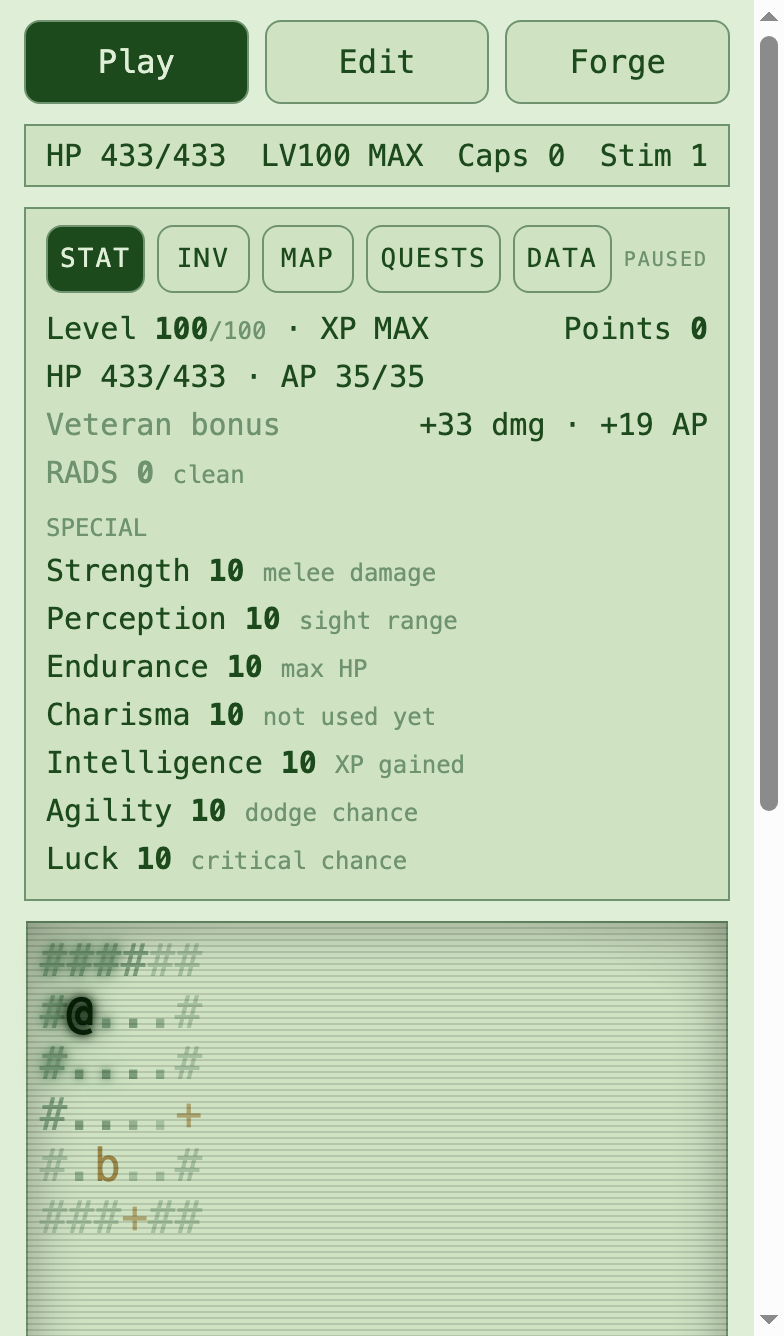 Play Edit Forge
HP 433/433 LV100 MAX Caps 0 Stim 1
STAT INV MAP QUESTS DATA PAUSED
Level 100/100 · XP MAX Points 0
HP 433/433 · AP 35/35
Veteran bonus +33 dmg · +19 AP
RADS 0 clean
SPECIAL
Strength 10 melee damage
Perception 10 sight range
Endurance 10 max HP
Charisma 10 not used yet
Intelligence 10 XP gained
Agility 10 dodge chance
Luck 10 critical chance
######
#@...#
#....#
#....+
#.b..#
###+##